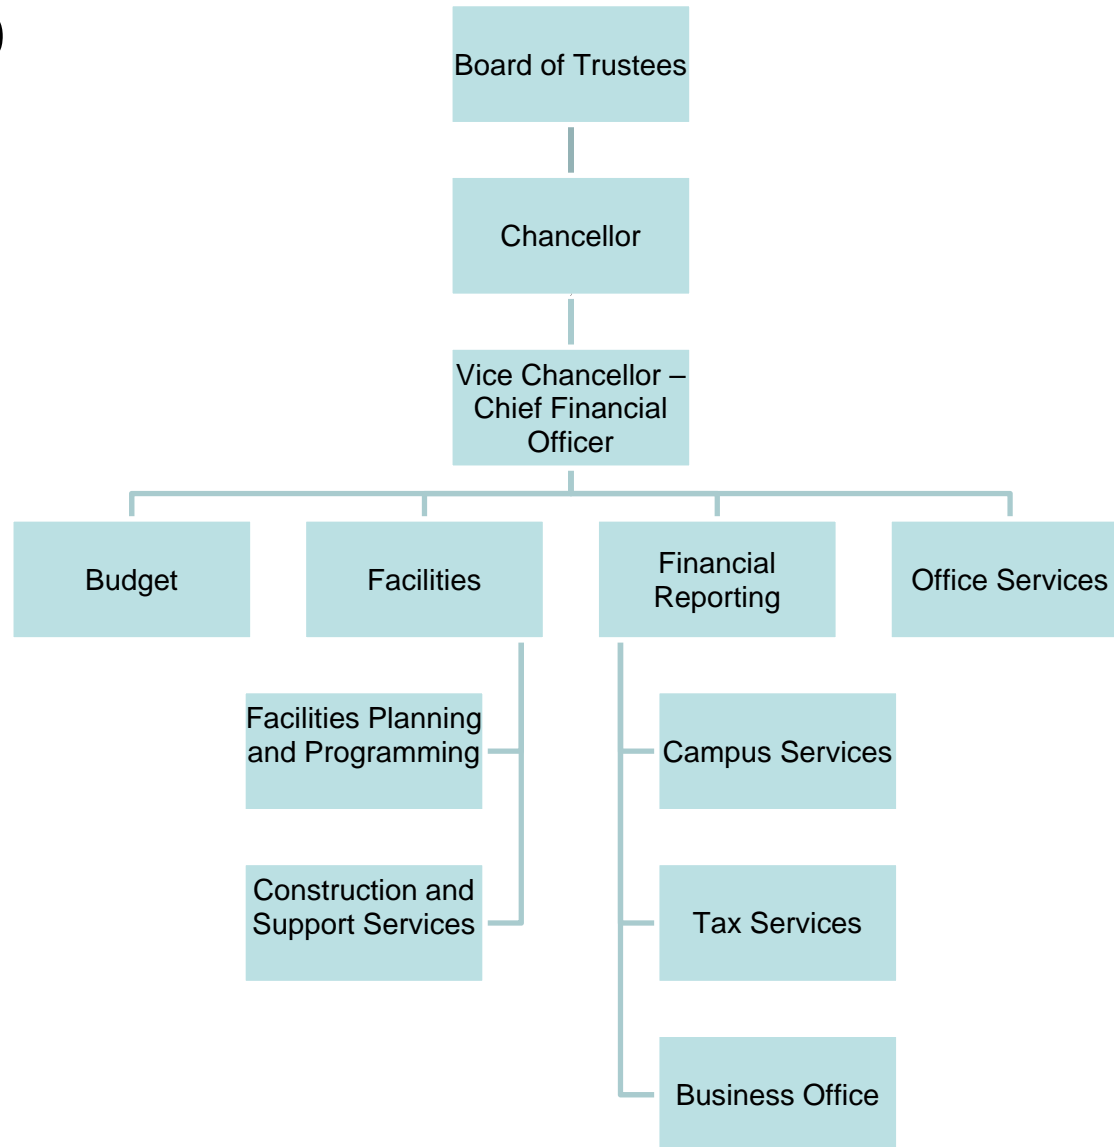 )
Board of Trustees
Chancellor
Vice Chancellor –
Chief Financial
Officer
Budget
Facilities
Financial
Reporting
Office Services
Facilities Planning
and Programming
Campus Services
Construction and
Support Services
Tax Services
Business Office